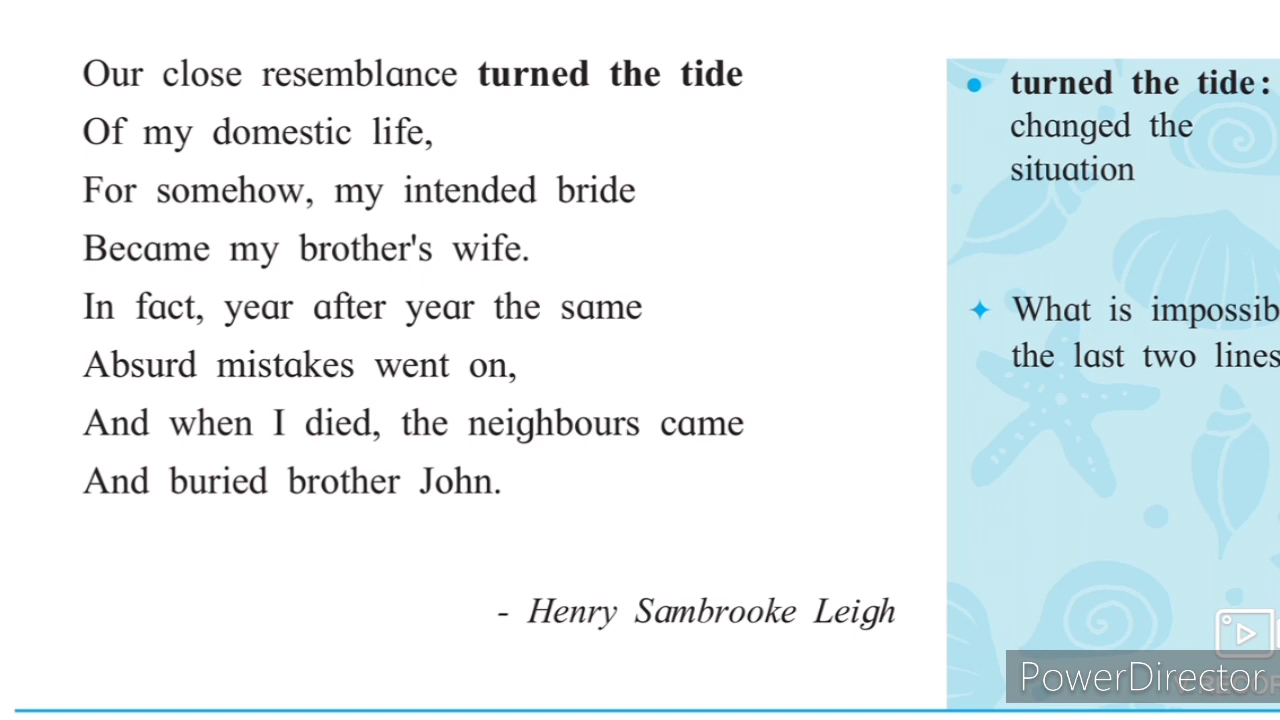 Our close resemblance turned the tide
Of my domestic life,
For somehow, my intended bride
Became my brother's wife.
In fact, year after year the same
Absurd mistakes went on,
And when I died, the neighbours came
And buried brother John.
- Henry Sambrooke Leigh
• turned the tide:
changed the
situation
✦ What is
the last two lines
PowerDirector